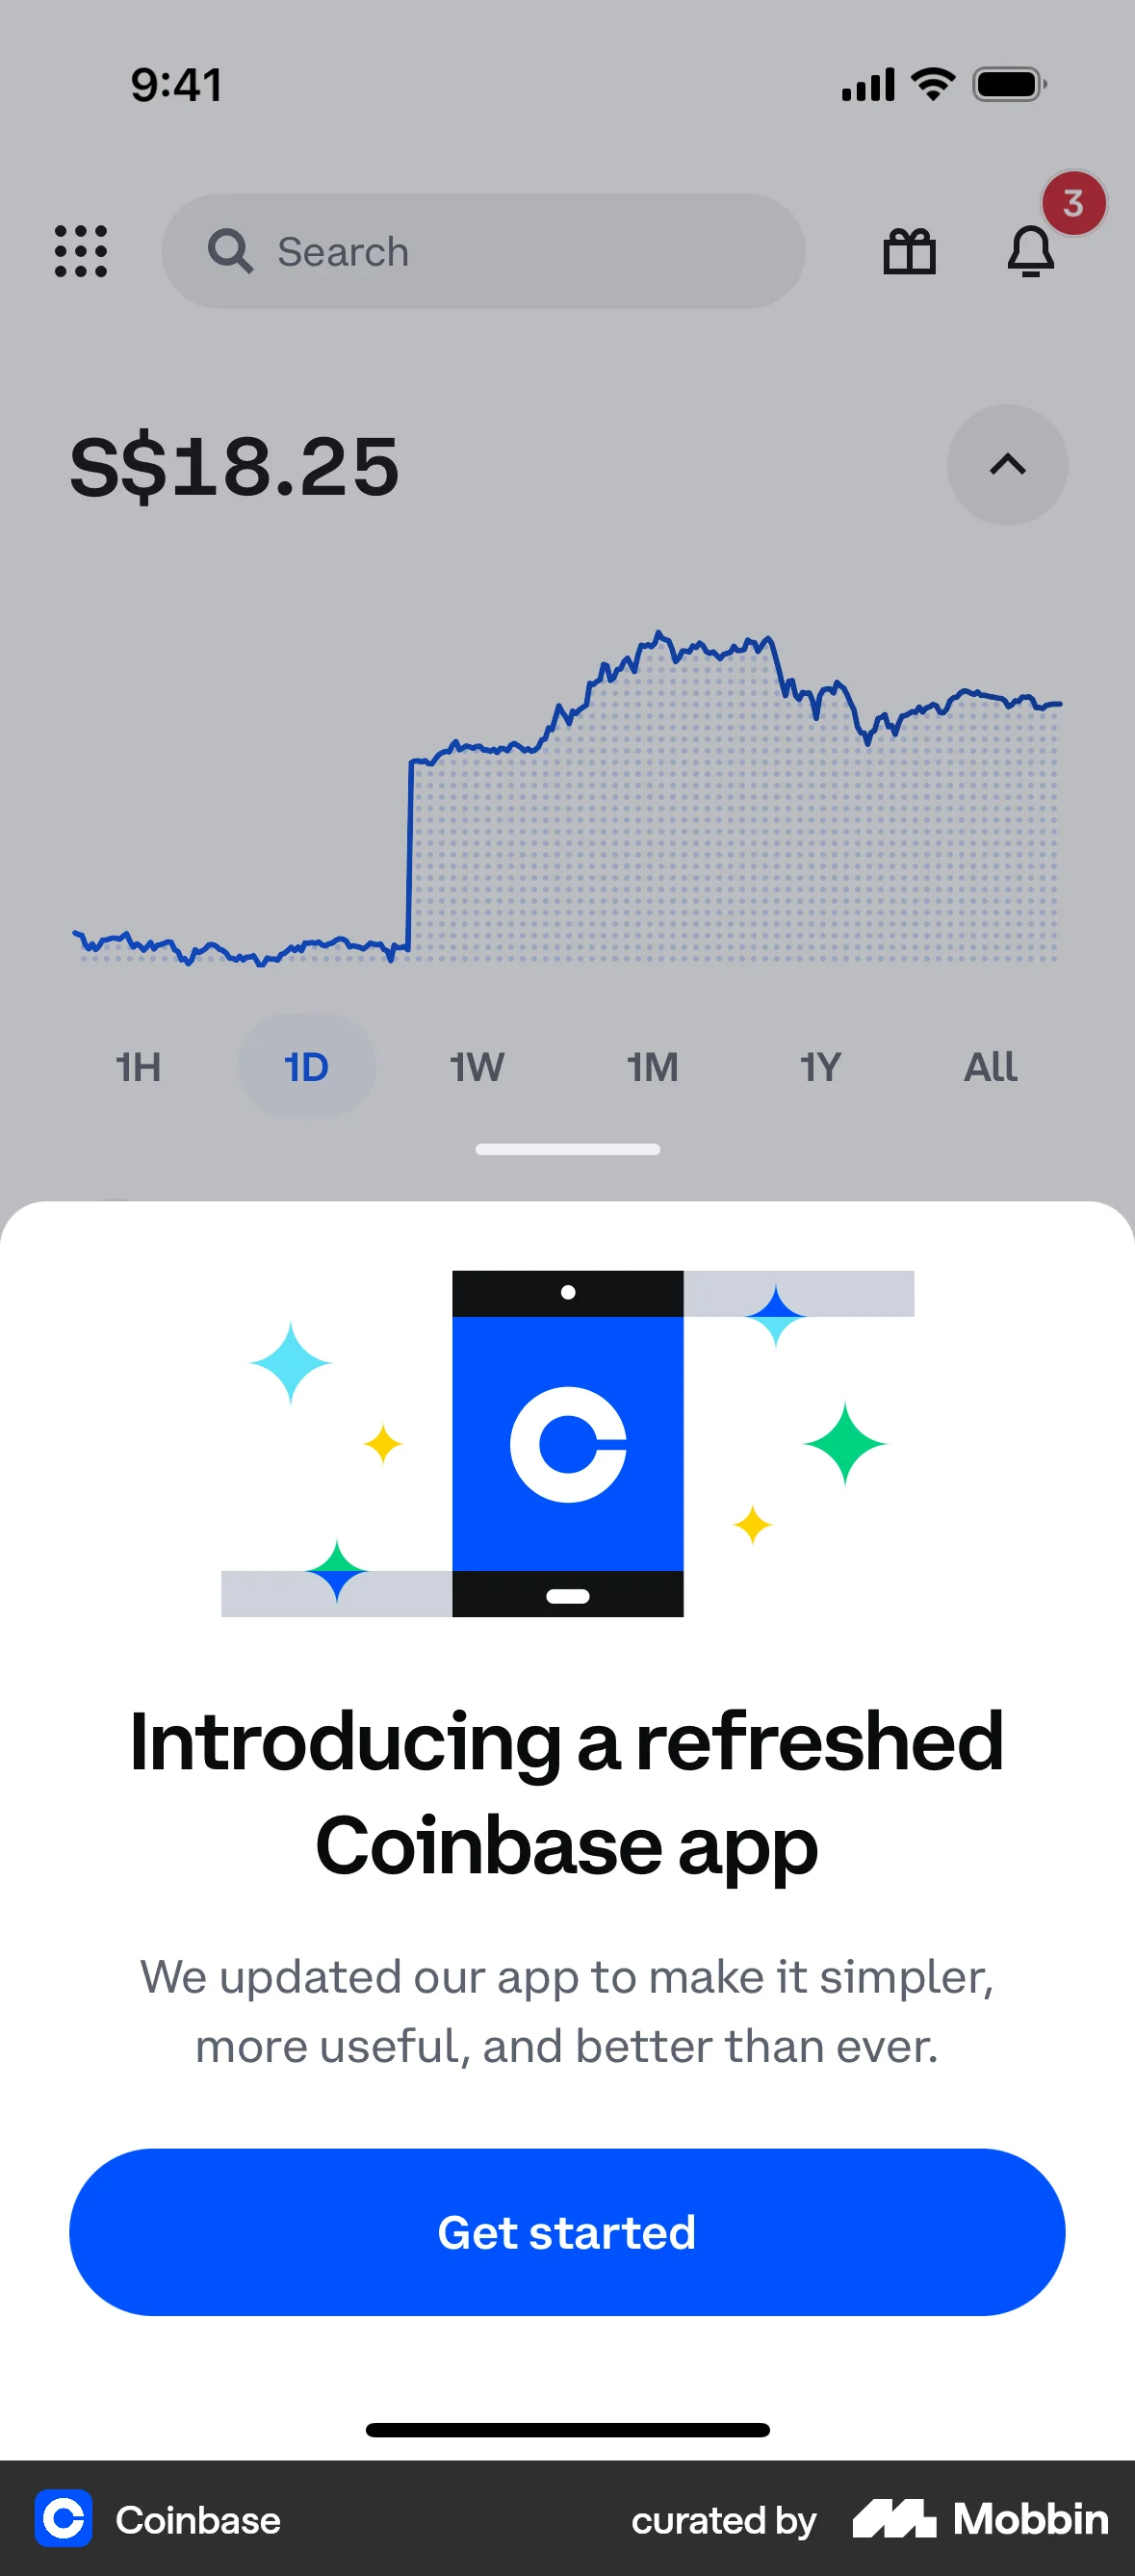 9:41
3
Search
S$18.25
1H 1D 1W 1M 1Y All
Introducing a refreshed
Coinbase app
We updated our app to make it simpler,
more useful, and better than ever.
Get started
Coinbase curated by Mobbin